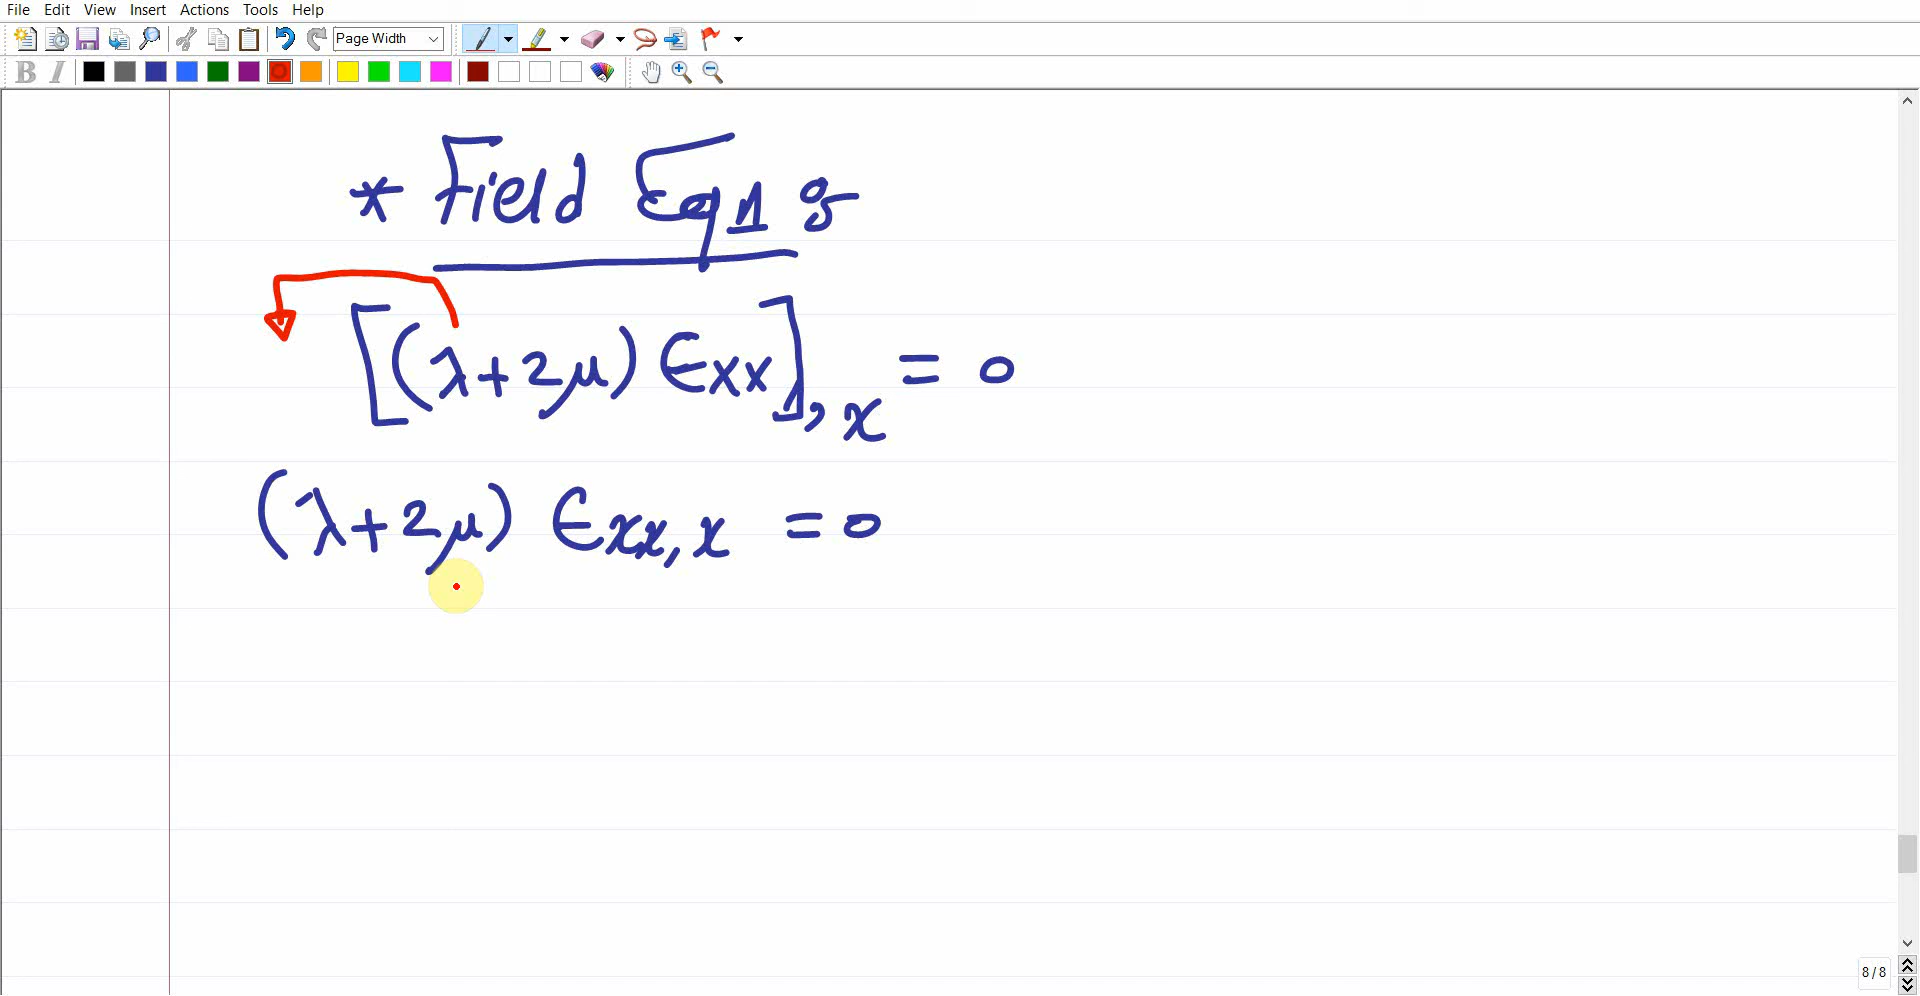 File Edit View Insert Actions Tools Help
Page Width
B I
* Field Eqn 8
[(λ+2μ) ϵxx],x = 0
(λ+2μ) ϵxx,x = 0
8 / 8